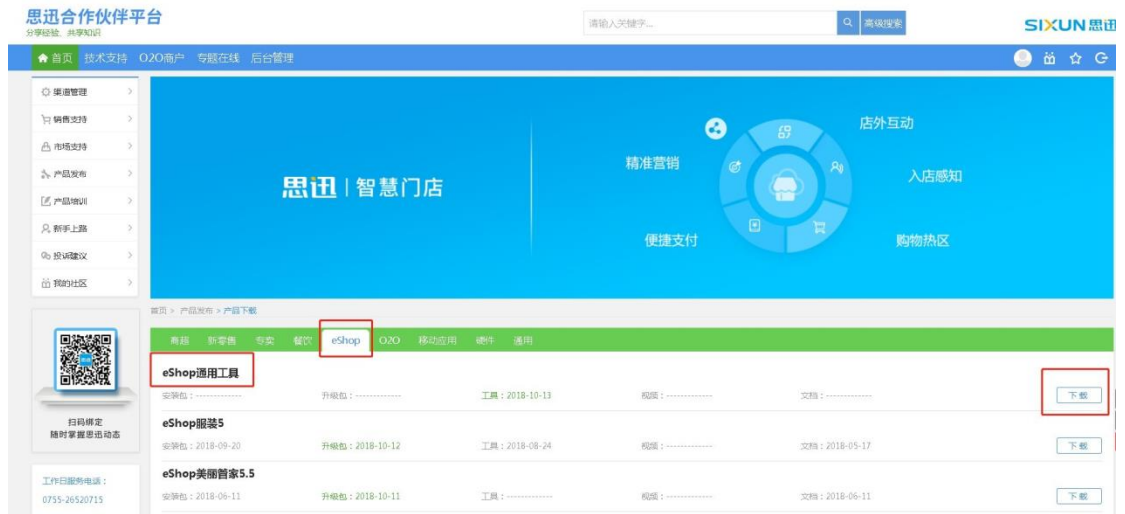 思迅合作伙伴平台
分享经验，共享知识
请输入关键字...
高级搜索
SIXUN思迅
首页 技术支持 O2O商户 专题在线 后台管理
渠道管理
销售支持
市场支持
产品发布
产品培训
新手上路
投诉建议
我的社区
思迅 | 智慧门店
精准营销
店外互动
入店感知
便捷支付
购物热区
首页 > 产品发布 > 产品下载
商超 新零售 专卖 餐饮 eShop O2O 移动应用 硬件 通用
eShop通用工具
安装包：------------- 升级包：------------- 工具：2018-10-13 视频：------------- 文档：------------- 下载
eShop服装5
安装包：2018-09-20 升级包：2018-10-12 工具：2018-08-24 视频：------------- 文档：2018-05-17 下载
eShop美丽管家5.5
安装包：2018-06-11 升级包：2018-10-11 工具：------------- 视频：------------- 文档：2018-06-11 下载
扫码绑定
随时掌握思迅动态
工作日服务电话：
0755-26520715